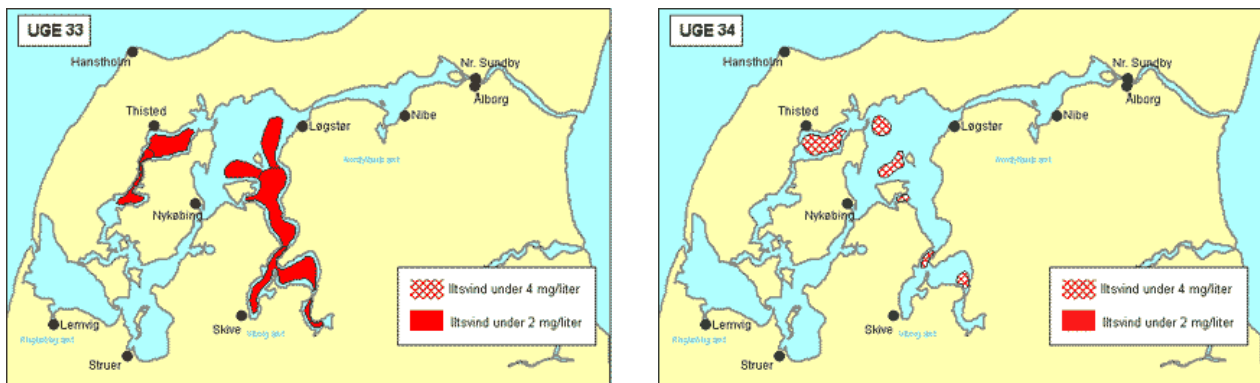 UGE 33
Hanstholm
Nr. Sundby
Ålborg
Thisted
Nibe
Løgstør
Nykøbing
Iltsvind under 4 mg/liter
Iltsvind under 2 mg/liter
Skive
Lemvig
Struer
UGE 34
Hanstholm
Nr. Sundby
Ålborg
Thisted
Nibe
Løgstør
Nykøbing
Iltsvind under 4 mg/liter
Iltsvind under 2 mg/liter
Skive
Lemvig
Struer